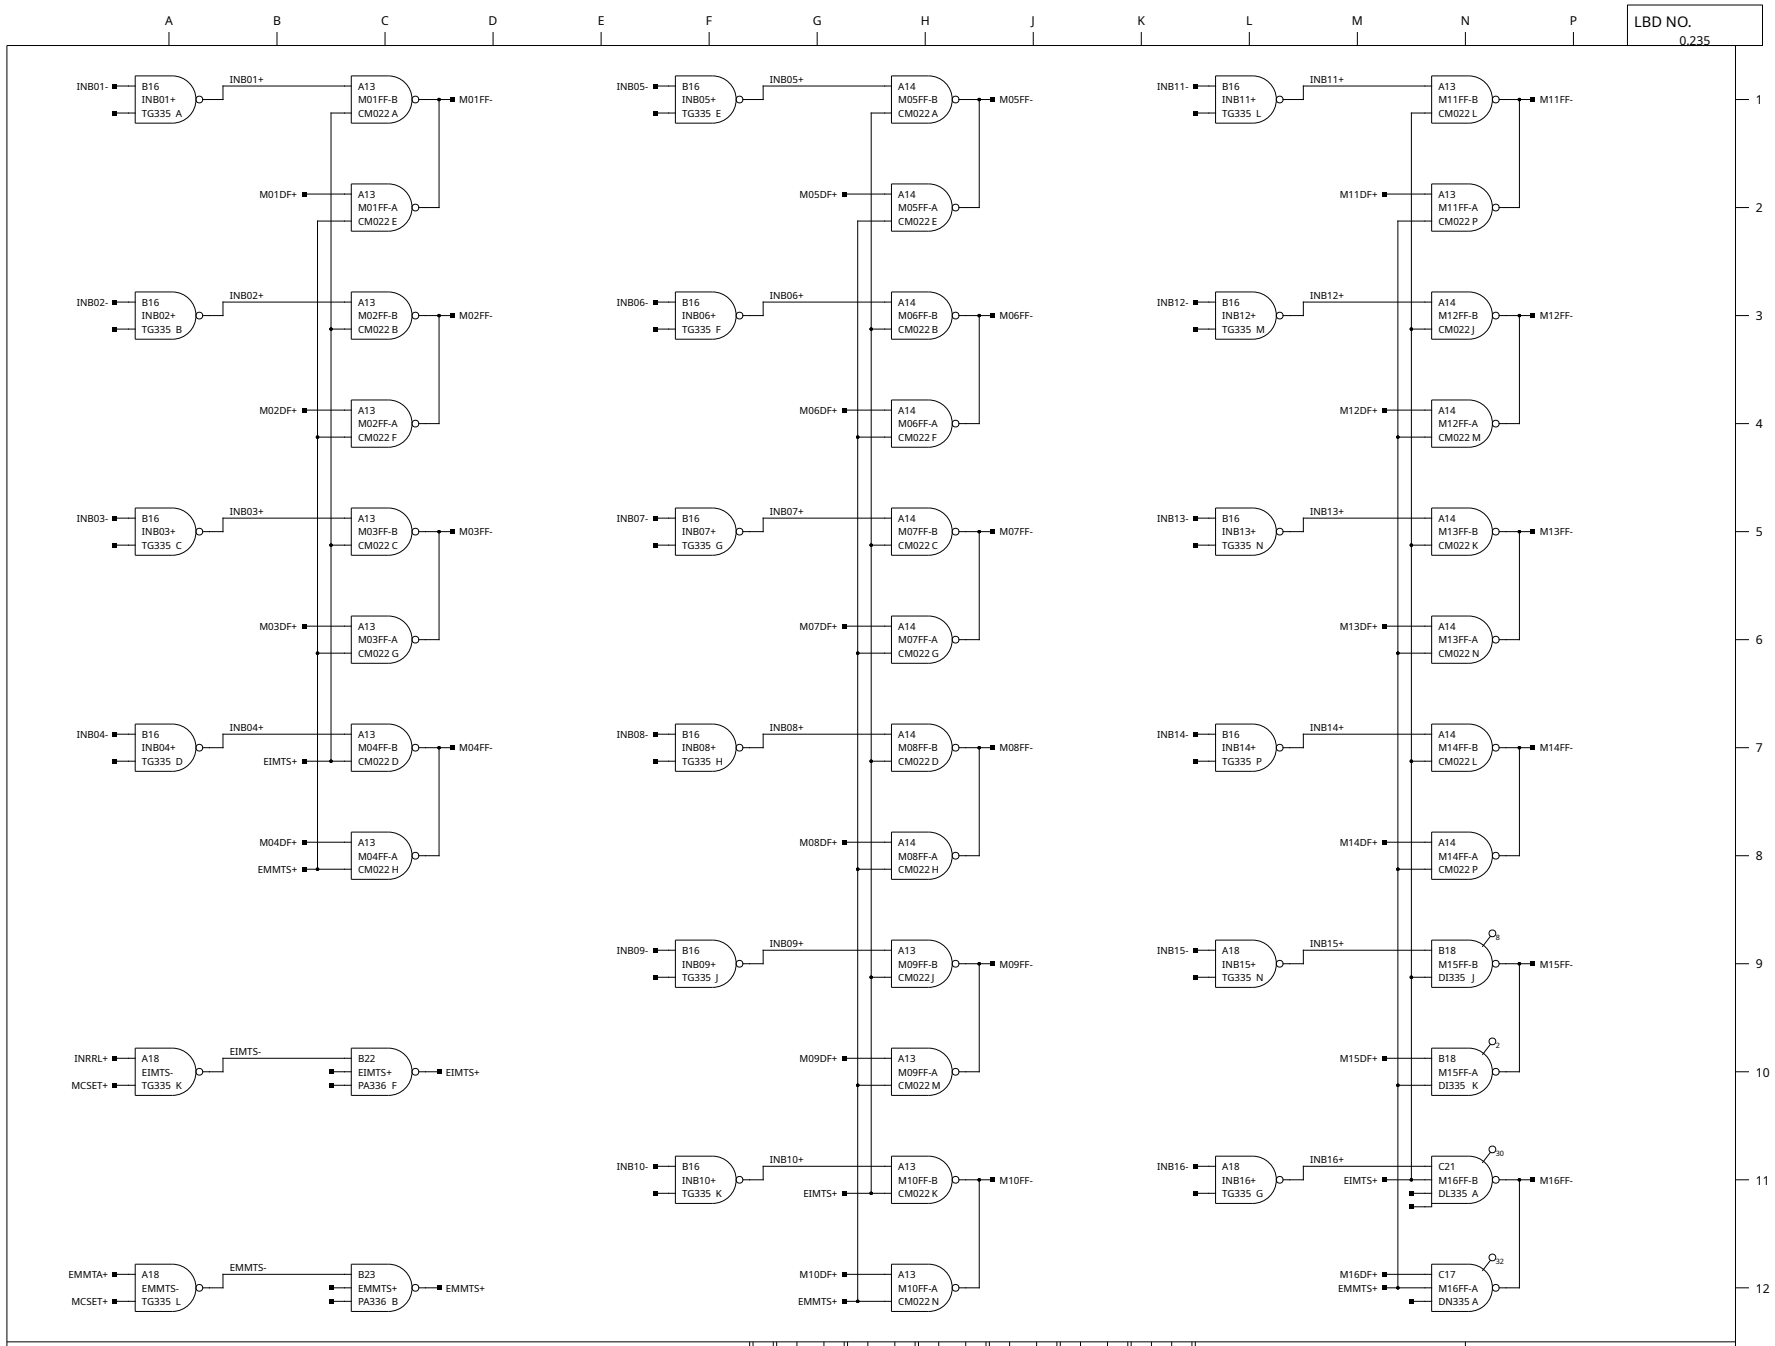 A B C D E F G H J K L M N P
LBD NO.
0.235
INB01- B16 INB01+ A13 INB05- B16 INB05+ A14 INB11- B16 INB11+ A13
INB01+ M01FF-B M01FF- INB05+ M05FF-B M05FF- INB11+ M11FF-B M11FF- 1
TG335 A CM022 A TG335 E CM022 A TG335 L CM022 L
M01DF+ A13 M05DF+ A14 M11DF+ A13
M01FF-A M05FF-A M11FF-A 2
CM022 E CM022 E CM022 P
INB02- B16 INB02+ A13 INB06- B16 INB06+ A14 INB12- B16 INB12+ A14
INB02+ M02FF-B M02FF- INB06+ M06FF-B M06FF- INB12+ M12FF-B M12FF- 3
TG335 B CM022 B TG335 F CM022 B TG335 M CM022 J
M02DF+ A13 M06DF+ A14 M12DF+ A14
M02FF-A M06FF-A M12FF-A 4
CM022 F CM022 F CM022 M
INB03- B16 INB03+ A13 INB07- B16 INB07+ A14 INB13- B16 INB13+ A14
INB03+ M03FF-B M03FF- INB07+ M07FF-B M07FF- INB13+ M13FF-B M13FF- 5
TG335 C CM022 C TG335 G CM022 C TG335 N CM022 K
M03DF+ A13 M07DF+ A14 M13DF+ A14
M03FF-A M07FF-A M13FF-A 6
CM022 G CM022 G CM022 N
INB04- B16 INB04+ A13 INB08- B16 INB08+ A14 INB14- B16 INB14+ A14
INB04+ M04FF-B M04FF- INB08+ M08FF-B M08FF- INB14+ M14FF-B M14FF- 7
TG335 D EIMTS+ CM022 D TG335 H CM022 D TG335 P CM022 L
M04DF+ A13 M08DF+ A14 M14DF+ A14
M04FF-A M08FF-A M14FF-A 8
EMMTS+ CM022 H CM022 H CM022 P
INB09- B16 INB09+ A13 INB15- A18 INB15+ B18 8
INB09+ M09FF-B M09FF- INB15+ M15FF-B M15FF- 9
TG335 J CM022 J TG335 N DI335 J
INRRL+ A18 EIMTS- B22 M09DF+ A13 M15DF+ B18 2
EIMTS- EIMTS+ EIMTS+ M09FF-A M15FF-A 10
MCSET+ TG335 K PA336 F CM022 M DI335 K
INB10- B16 INB10+ A13 INB16- A18 INB16+ C21 30
INB10+ M10FF-B M10FF- INB16+ EIMTS+ M16FF-B M16FF- 11
TG335 K EIMTS+ CM022 K TG335 G DL335 A
EMMTA+ A18 EMMTS- B23 M10DF+ A13 M16DF+ C17 32
EMMTS- EMMTS+ EMMTS+ M10FF-A EMMTS+ M16FF-A 12
MCSET+ TG335 L PA336 B EMMTS+ CM022 N DN335 A